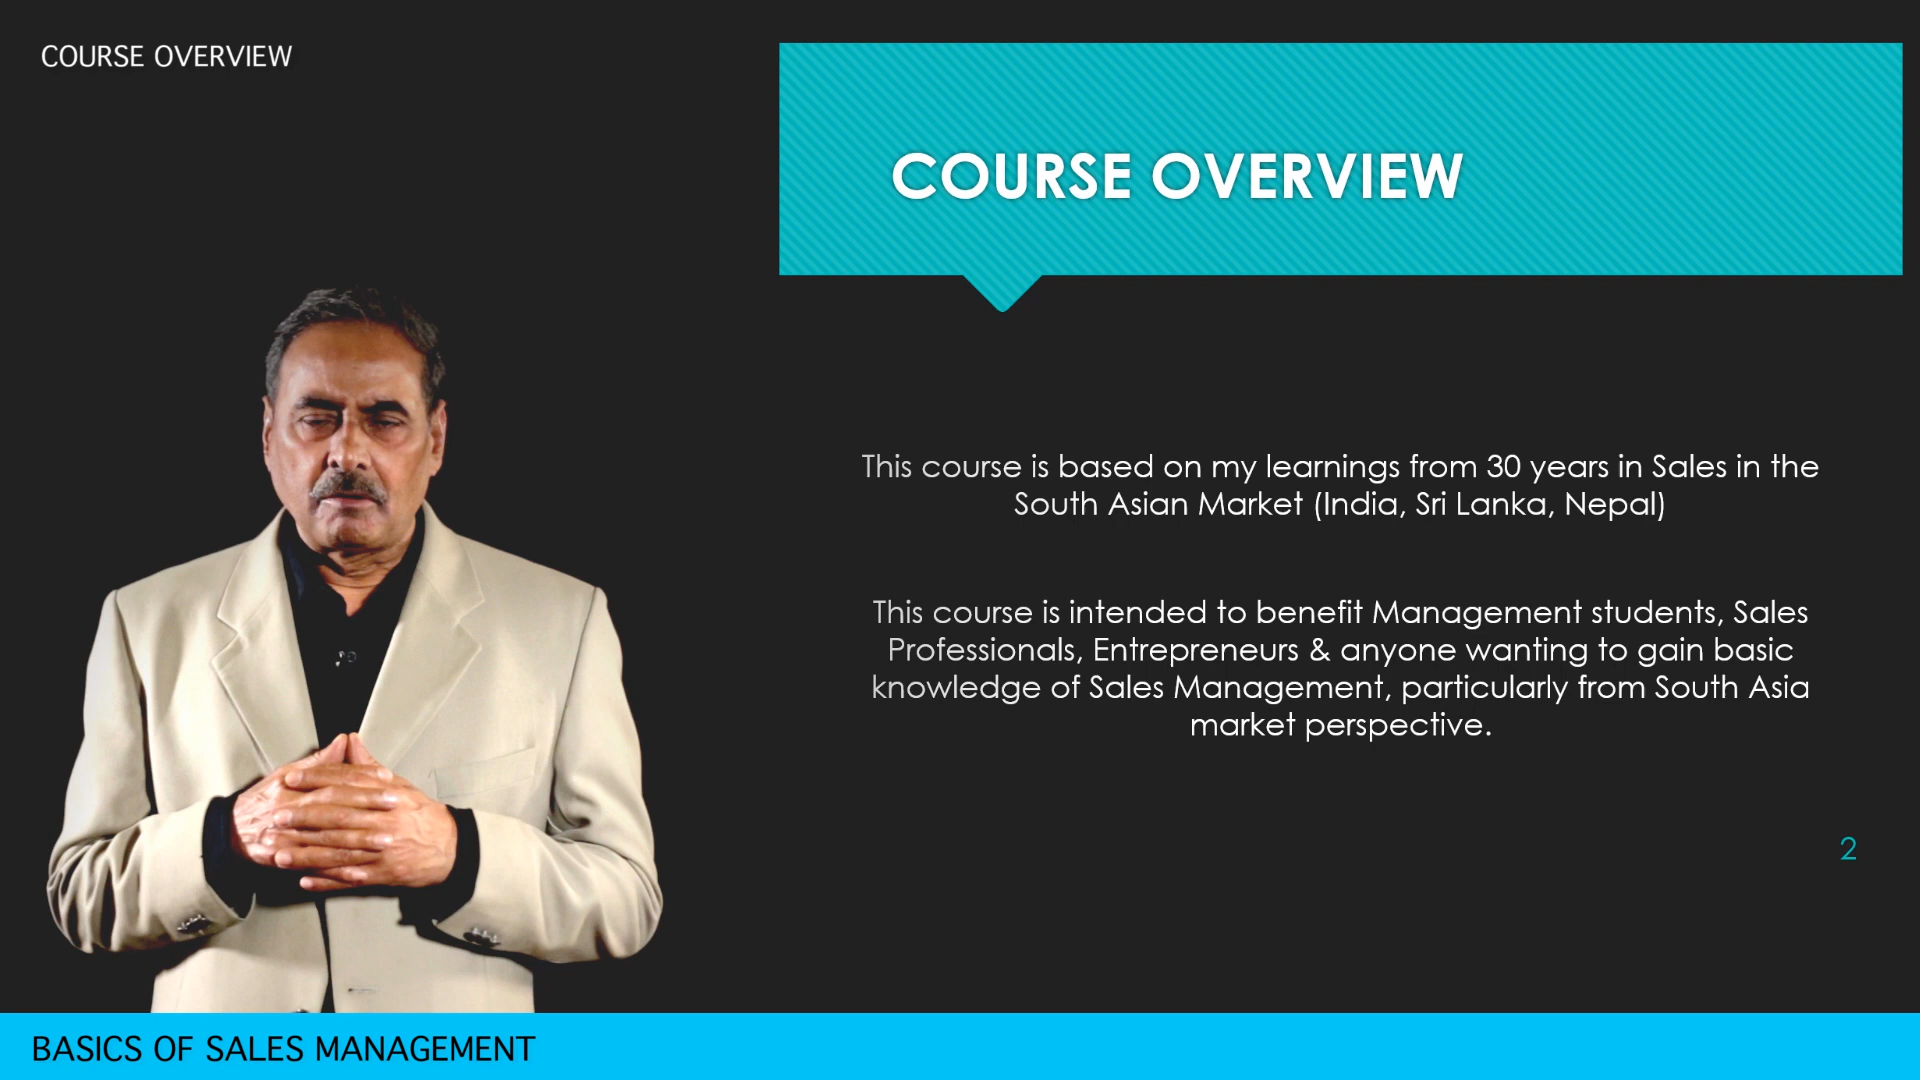 COURSE OVERVIEW
COURSE OVERVIEW
This course is based on my learnings from 30 years in Sales in the
South Asian Market (India, Sri Lanka, Nepal)
This course is intended to benefit Management students, Sales
Professionals, Entrepreneurs & anyone wanting to gain basic
knowledge of Sales Management, particularly from South Asia
market perspective.
2
BASICS OF SALES MANAGEMENT